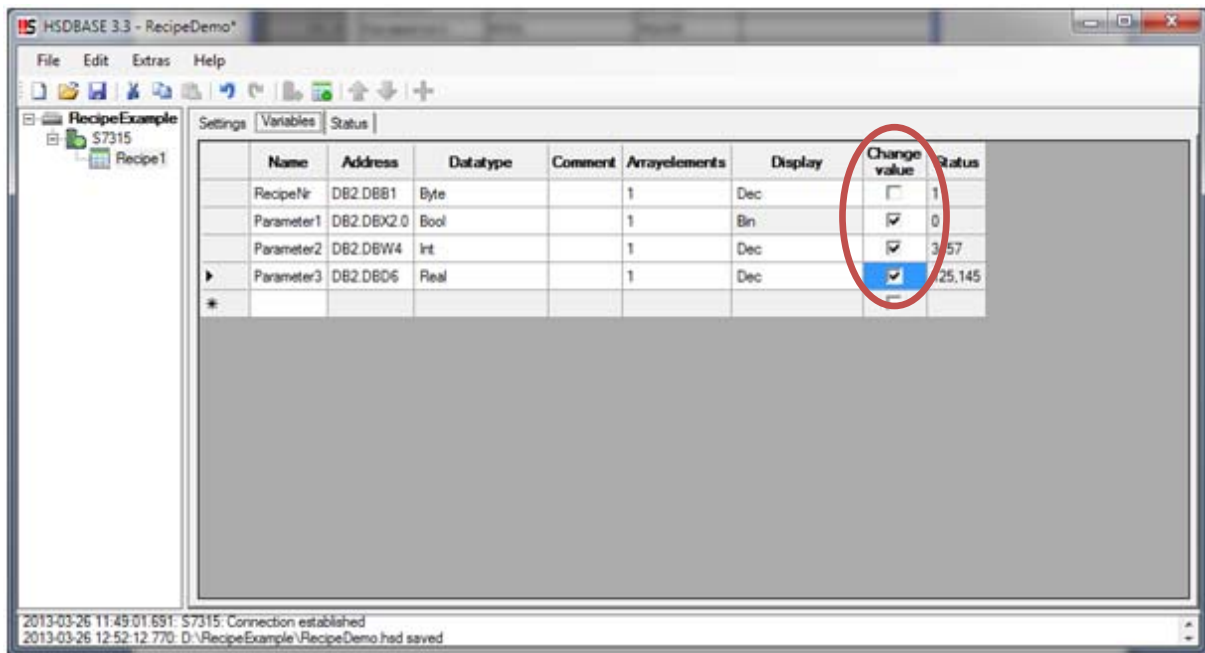 HSDBASE 3.3 - RecipeDemo*
File Edit Extras Help
RecipeExample
S7315
Recipe1
Settings Variables Status
Name Address Datatype Comment Arrayelements Display Change value Status
RecipeNr DB2.DBB1 Byte 1 Dec 1
Parameter1 DB2.DBX2.0 Bool 1 Bin 0
Parameter2 DB2.DBW4 Int 1 Dec
Parameter3 DB2.DBD6 Real 1 Dec
2013-03-26 11:49:01.691: S7315: Connection established
2013-03-26 12:52:12.770: D:\RecipeExample\RecipeDemo.hsd saved